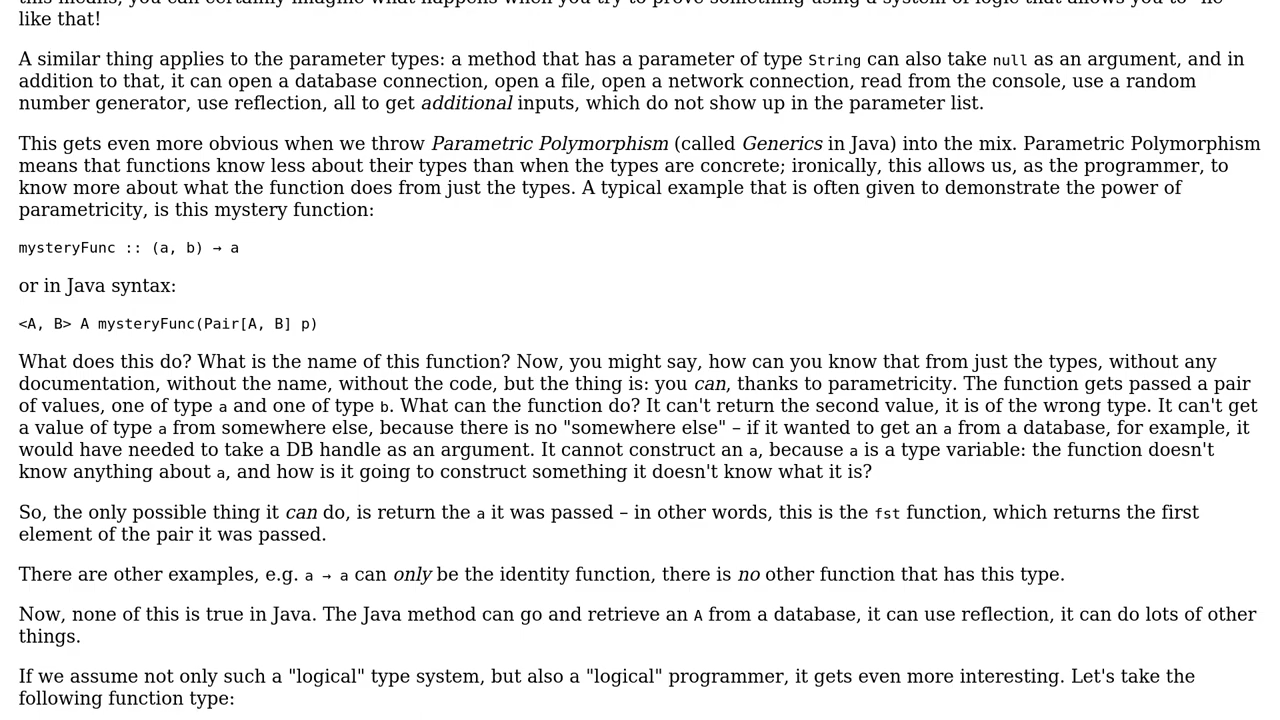 like that!
A similar thing applies to the parameter types: a method that has a parameter of type String can also take null as an argument, and in
addition to that, it can open a database connection, open a file, open a network connection, read from the console, use a random
number generator, use reflection, all to get additional inputs, which do not show up in the parameter list.
This gets even more obvious when we throw Parametric Polymorphism (called Generics in Java) into the mix. Parametric Polymorphism
means that functions know less about their types than when the types are concrete; ironically, this allows us, as the programmer, to
know more about what the function does from just the types. A typical example that is often given to demonstrate the power of
parametricity, is this mystery function:
mysteryFunc :: (a, b) → a
or in Java syntax:
<A, B> A mysteryFunc(Pair[A, B] p)
What does this do? What is the name of this function? Now, you might say, how can you know that from just the types, without any
documentation, without the name, without the code, but the thing is: you can, thanks to parametricity. The function gets passed a pair
of values, one of type a and one of type b. What can the function do? It can't return the second value, it is of the wrong type. It can't get
a value of type a from somewhere else, because there is no "somewhere else" – if it wanted to get an a from a database, for example, it
would have needed to take a DB handle as an argument. It cannot construct an a, because a is a type variable: the function doesn't
know anything about a, and how is it going to construct something it doesn't know what it is?
So, the only possible thing it can do, is return the a it was passed – in other words, this is the fst function, which returns the first
element of the pair it was passed.
There are other examples, e.g. a → a can only be the identity function, there is no other function that has this type.
Now, none of this is true in Java. The Java method can go and retrieve an A from a database, it can use reflection, it can do lots of other
things.
If we assume not only such a "logical" type system, but also a "logical" programmer, it gets even more interesting. Let's take the
following function type: